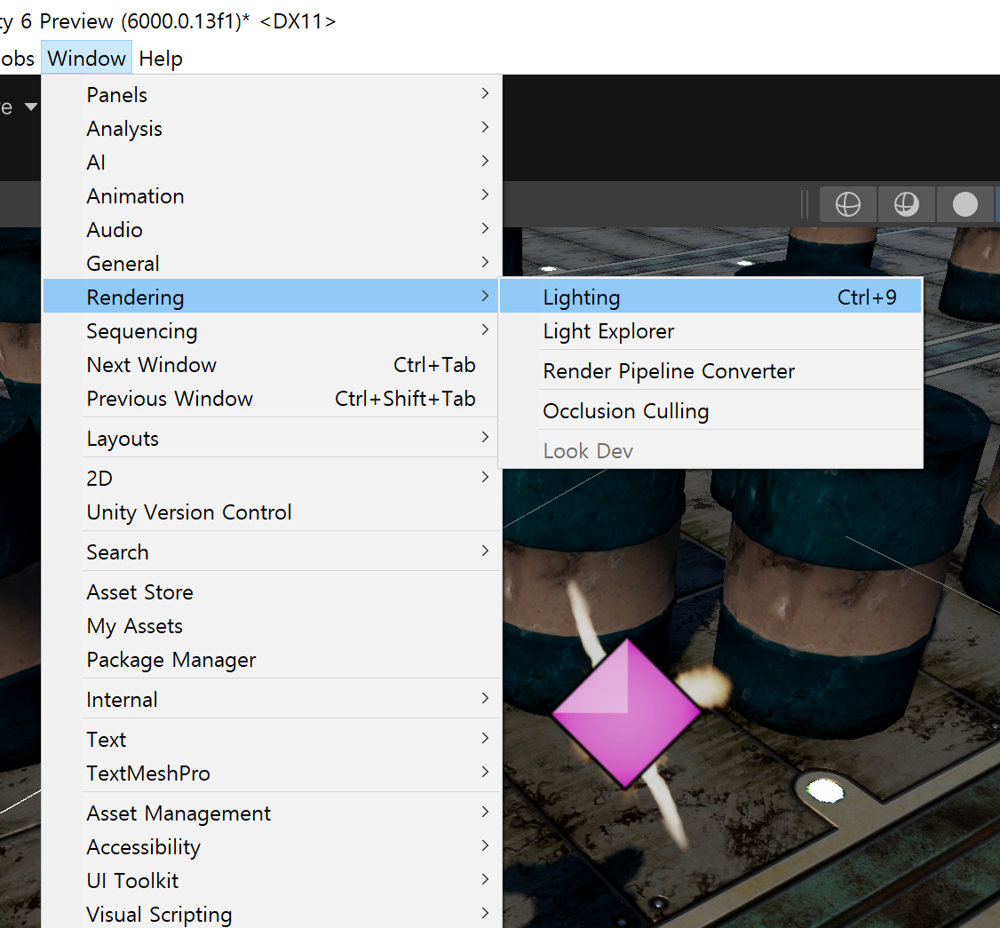 ty 6 Preview (6000.0.13f1)* <DX11>
obs Window Help
e
Panels
Analysis
AI
Animation
Audio
General
Rendering
Sequencing
Next Window Ctrl+Tab
Previous Window Ctrl+Shift+Tab
Layouts
2D
Unity Version Control
Search
Asset Store
My Assets
Package Manager
Internal
Text
TextMeshPro
Asset Management
Accessibility
UI Toolkit
Visual Scripting
Lighting Ctrl+9
Light Explorer
Render Pipeline Converter
Occlusion Culling
Look Dev